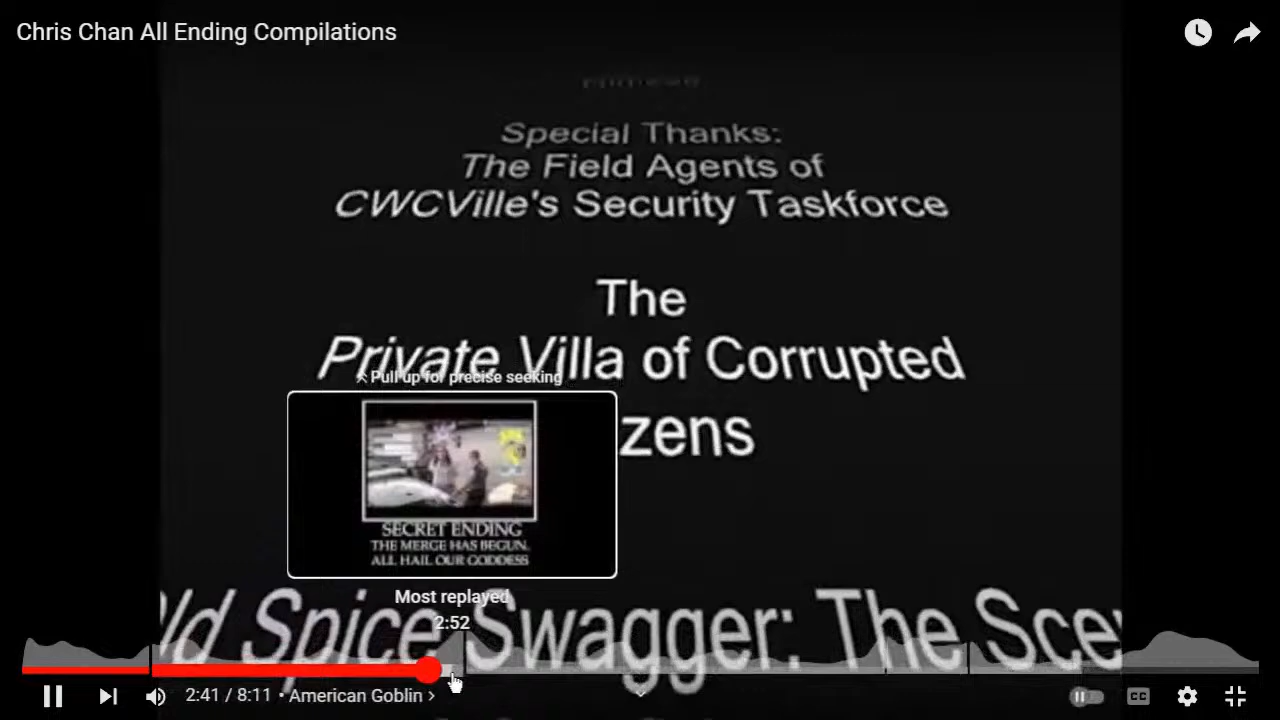 Chris Chan All Ending Compilations
Special Thanks:
The Field Agents of
CWCVille's Security Taskforce
The
Private Villa of Corrupted
zens
Pull up for precise seeking
SECRET ENDING
THE MERGE HAS BEGUN.
ALL HAIL OUR GODDESS
Most replayed
2:52
ld Spice Swagger: The Sce
2:41 / 8:11 • American Goblin ›
CC